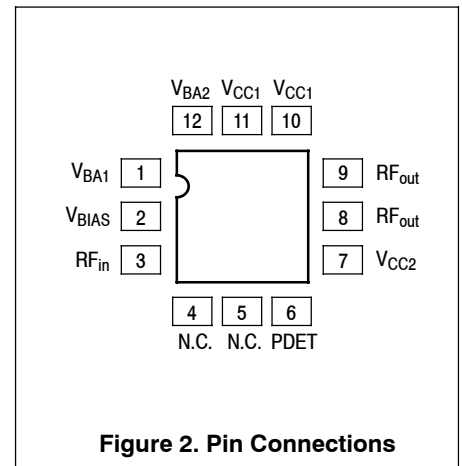 VBA2 VCC1 VCC1
12 11 10
VBA1 1 9 RFout
VBIAS 2 8 RFout
RFin 3 7 VCC2
4 5 6
N.C. N.C. PDET
Figure 2. Pin Connections